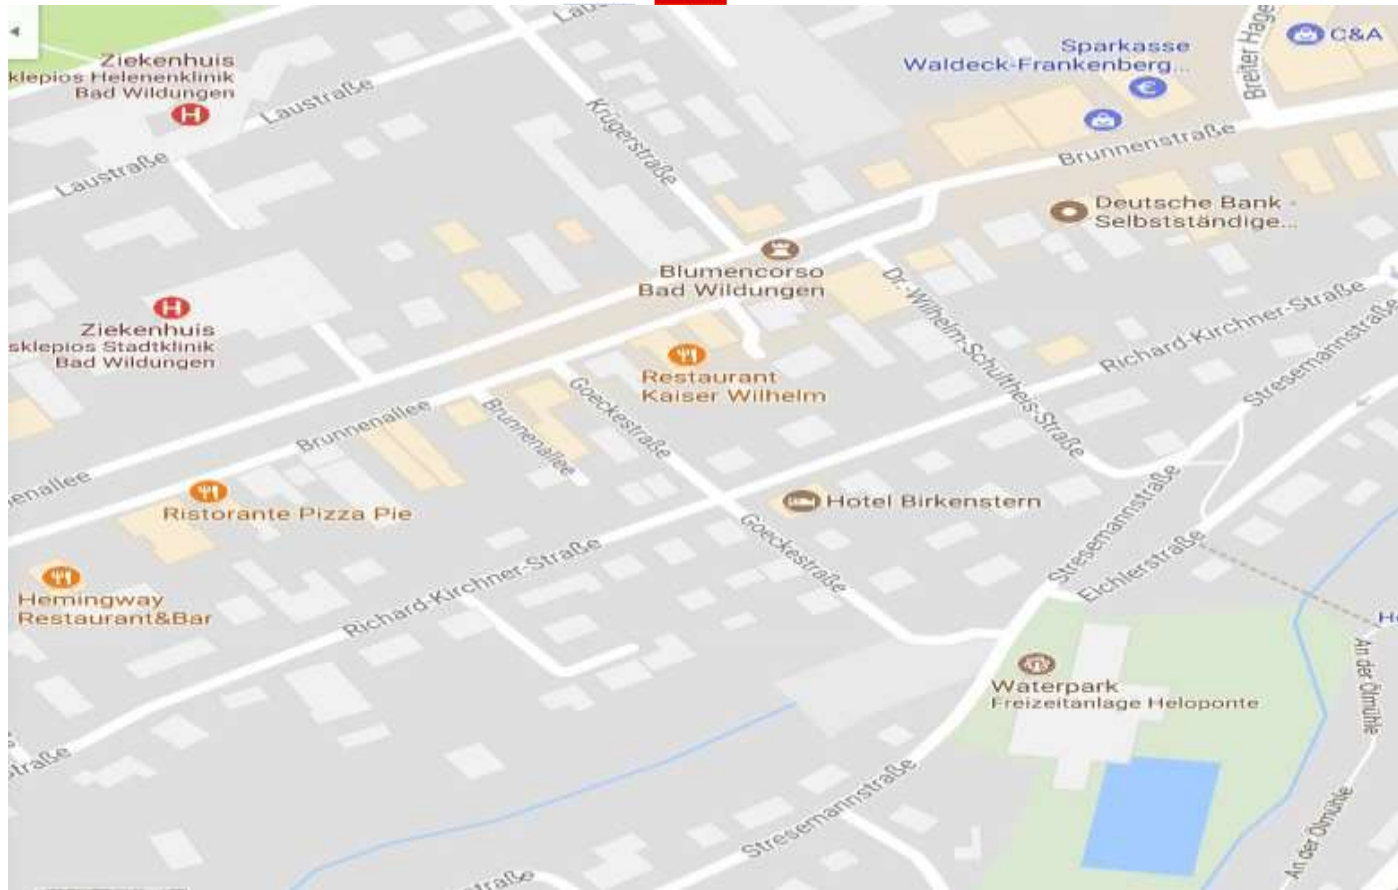 Ziekenhuis
klepios Helenenklinik
Bad Wildungen
H
Laustraße
Laustraße
Krügerstraße
Sparkasse
Waldeck-Frankenberg...
€
Breiter Hage
C&A
Brunnenstraße
Deutsche Bank -
Selbstständige...
Blumencorso
Bad Wildungen
Dr.-Wilhelm-Schultheis-Straße
Richard-Kirchner-Straße
Stresemannstraße
H
Ziekenhuis
sklepios Stadtklinik
Bad Wildungen
Restaurant
Kaiser Wilhelm
Goeckestraße
Brunnenallee
Brunnenallee
enallee
Ristorante Pizza Pie
Hotel Birkenstern
Goeckestraße
Stresemannstraße
Eichlerstraße
Hemingway
Restaurant&Bar
Richard-Kirchner-Straße
Waterpark
Freizeitanlage Heloponte
An der Ölmühle
An der Ölmühle
traße
Stresemannstraße
traße